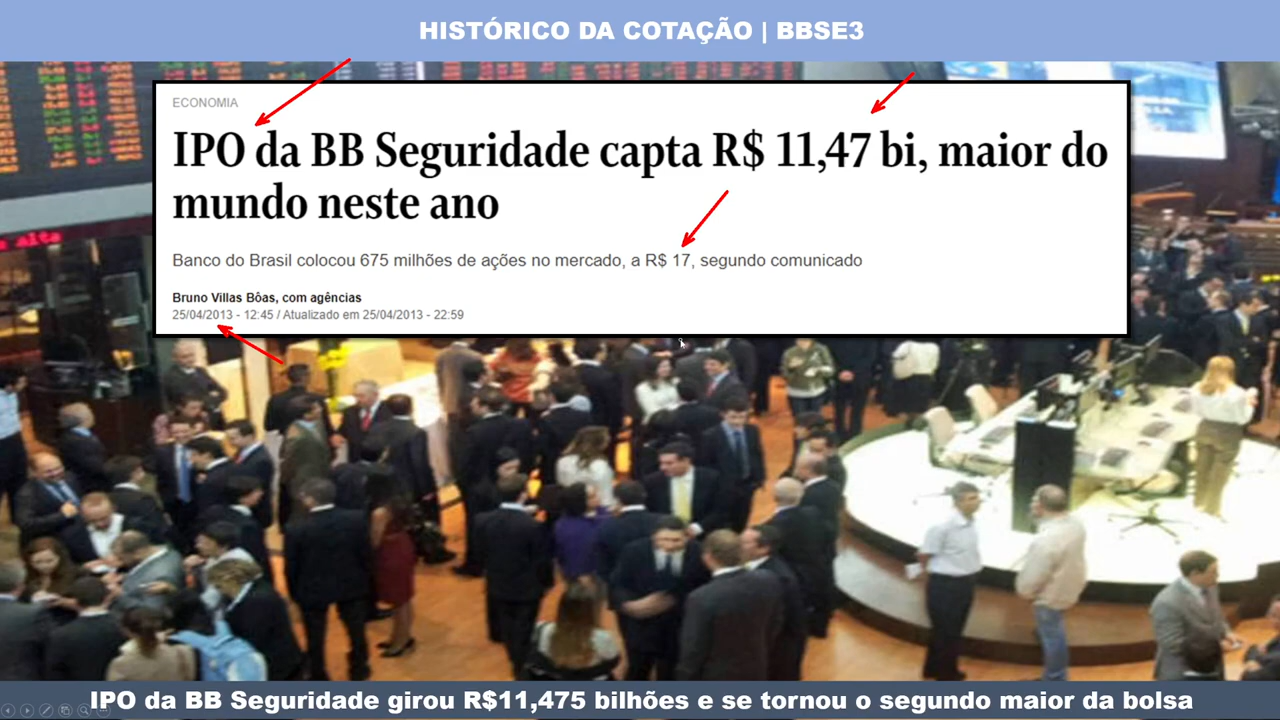 HISTÓRICO DA COTAÇÃO | BBSE3
ECONOMIA
IPO da BB Seguridade capta R$ 11,47 bi, maior do
mundo neste ano
Banco do Brasil colocou 675 milhões de ações no mercado, a R$ 17, segundo comunicado
Bruno Villas Bôas, com agências
25/04/2013 - 12:45 / Atualizado em 25/04/2013 - 22:59
IPO da BB Seguridade girou R$11,475 bilhões e se tornou o segundo maior da bolsa